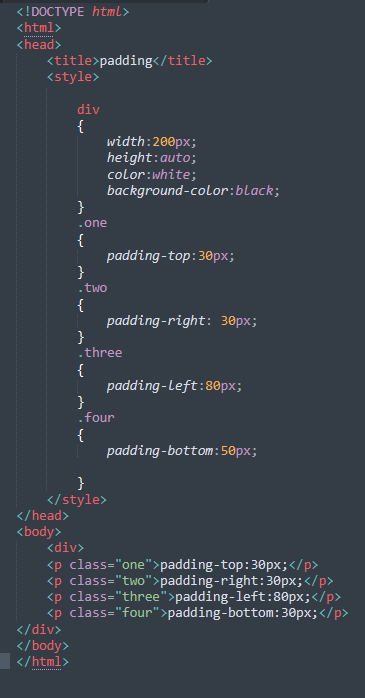 <!DOCTYPE html>
<html>
<head>
    <title>padding</title>
    <style>

        div
        {
            width:200px;
            height:auto;
            color:white;
            background-color:black;
        }
        .one
        {
            padding-top:30px;
        }
        .two
        {
            padding-right: 30px;
        }
        .three
        {
            padding-left:80px;
        }
        .four
        {
            padding-bottom:50px;

        }
    </style>
</head>
<body>
    <div>
    <p class="one">padding-top:30px;</p>
    <p class="two">padding-right:30px;</p>
    <p class="three">padding-left:80px;</p>
    <p class="four">padding-bottom:30px;</p>
</div>
</body>
</html>